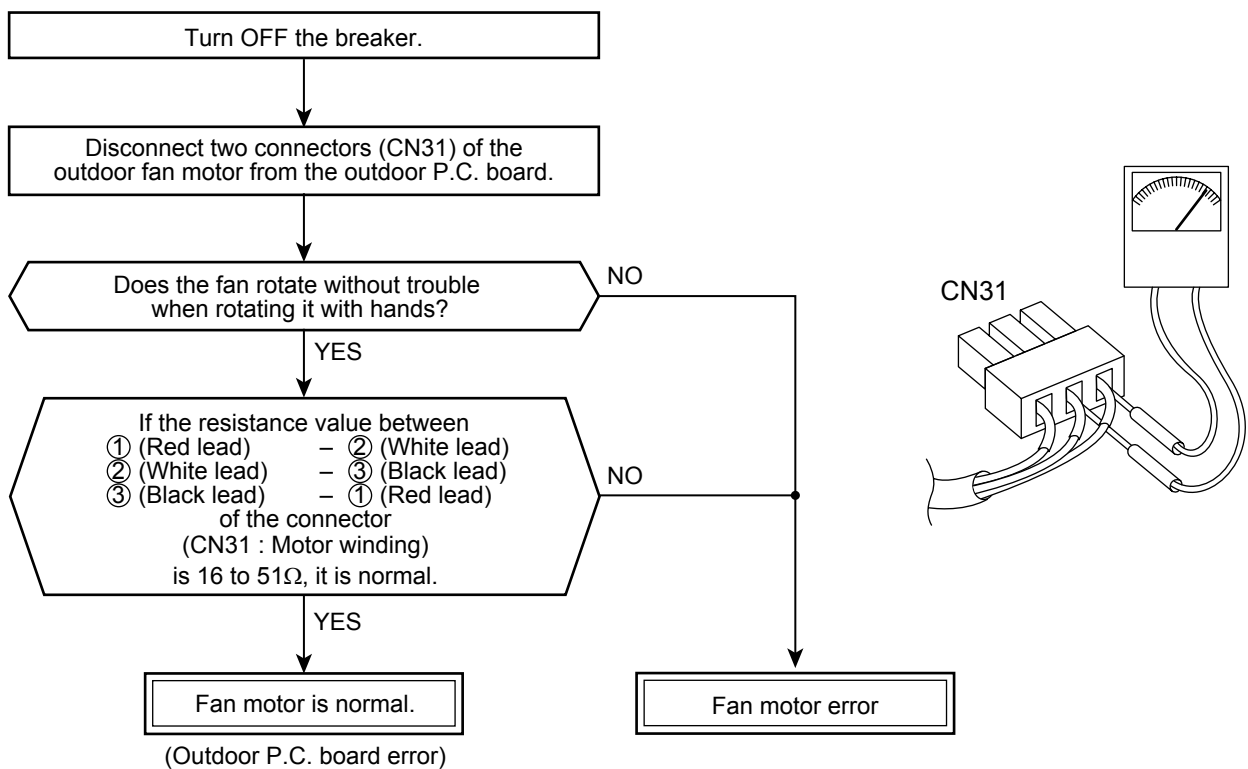 Turn OFF the breaker.
Disconnect two connectors (CN31) of the
outdoor fan motor from the outdoor P.C. board.
Does the fan rotate without trouble
when rotating it with hands?
NO
YES
If the resistance value between
① (Red lead) – ② (White lead)
② (White lead) – ③ (Black lead)
③ (Black lead) – ① (Red lead)
of the connector
(CN31 : Motor winding)
is 16 to 51Ω, it is normal.
NO
YES
Fan motor is normal.
(Outdoor P.C. board error)
Fan motor error
CN31